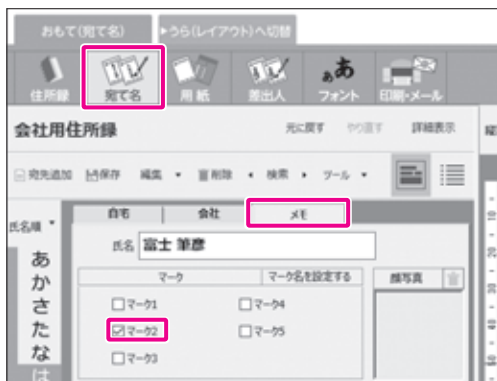 おもて(宛て名)
▸うら(レイアウト)へ切替
住所録
宛て名
用紙
差出人
フォント
印刷・メール
会社用住所録
元に戻す
やり直す
詳細表示
宛先追加
保存
編集
削除
検索
ツール
氏名順
自宅
会社
メモ
氏名 富士 筆彦
マーク
マーク名を設定する
顔写真
マーク1
マーク4
マーク2
マーク5
マーク3
あ
か
さ
た
な
は